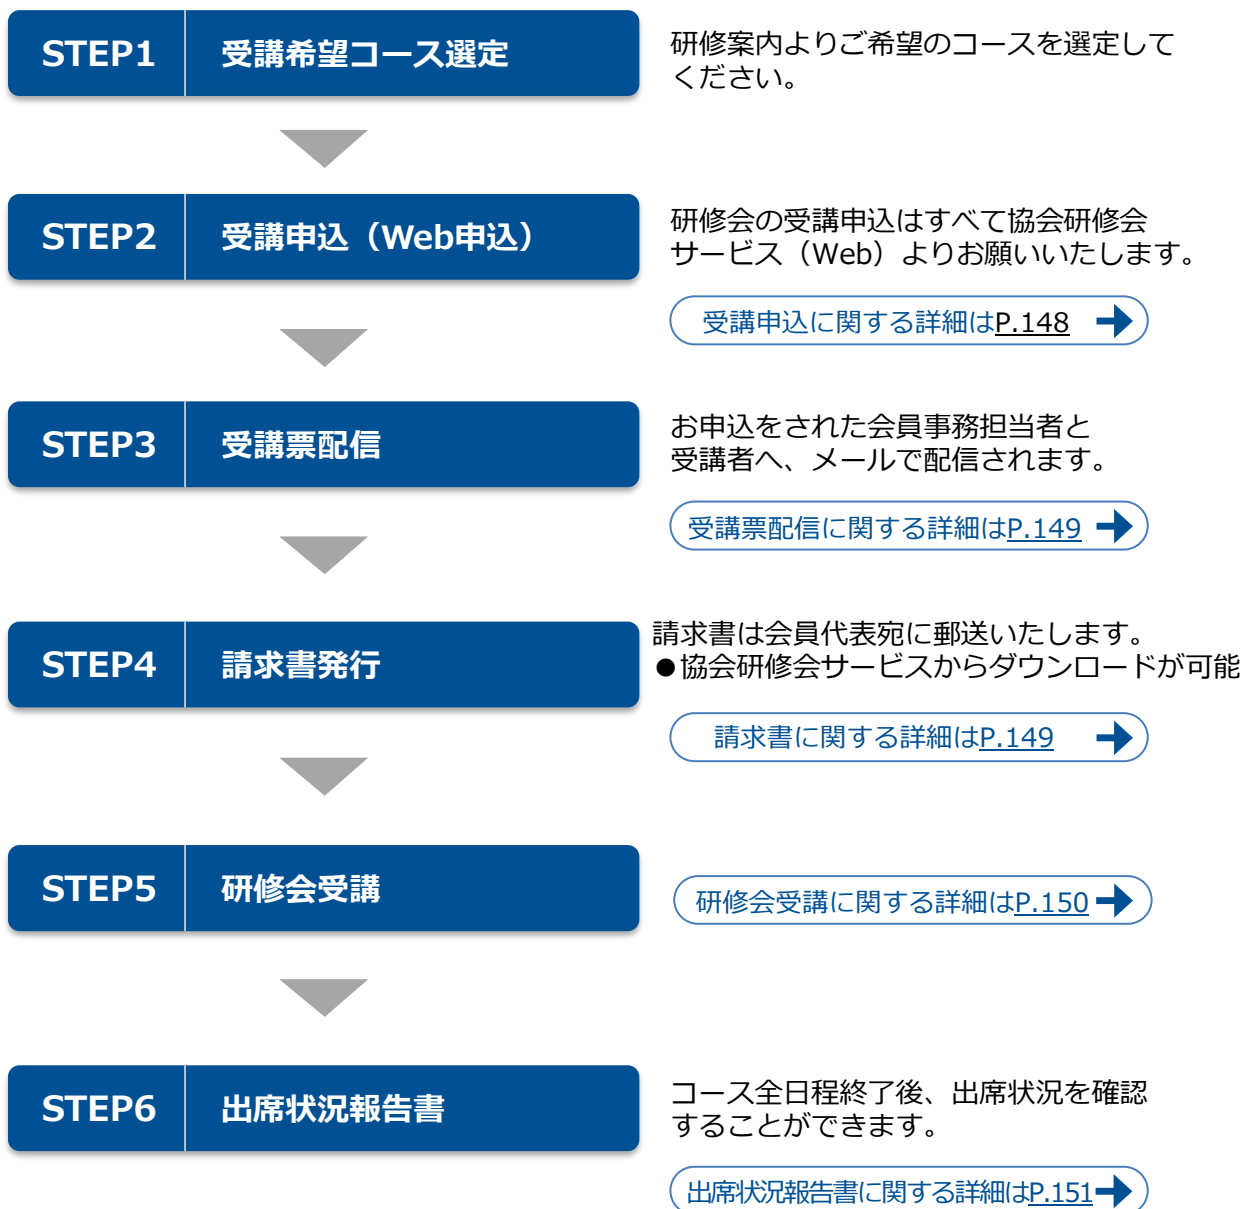 STEP1 受講希望コース選定
研修案内よりご希望のコースを選定して
ください。
STEP2 受講申込（Web申込）
研修会の受講申込はすべて協会研修会
サービス（Web）よりお願いいたします。
受講申込に関する詳細はP.148
STEP3 受講票配信
お申込をされた会員事務担当者と
受講者へ、メールで配信されます。
受講票配信に関する詳細はP.149
STEP4 請求書発行
請求書は会員代表宛に郵送いたします。
●協会研修会サービスからダウンロードが可能
請求書に関する詳細はP.149
STEP5 研修会受講
研修会受講に関する詳細はP.150
STEP6 出席状況報告書
コース全日程終了後、出席状況を確認
することができます。
出席状況報告書に関する詳細はP.151